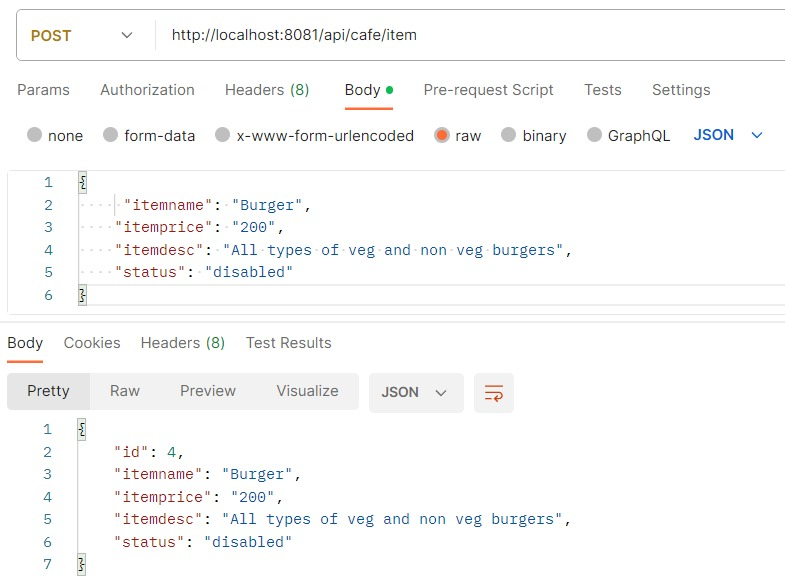 POST http://localhost:8081/api/cafe/item
Params Authorization Headers (8) Body Pre-request Script Tests Settings
none form-data x-www-form-urlencoded raw binary GraphQL JSON
1 {
2 "itemname": "Burger",
3 "itemprice": "200",
4 "itemdesc": "All types of veg and non veg burgers",
5 "status": "disabled"
6 }
Body Cookies Headers (8) Test Results
Pretty Raw Preview Visualize JSON
1 {
2 "id": 4,
3 "itemname": "Burger",
4 "itemprice": "200",
5 "itemdesc": "All types of veg and non veg burgers",
6 "status": "disabled"
7 }